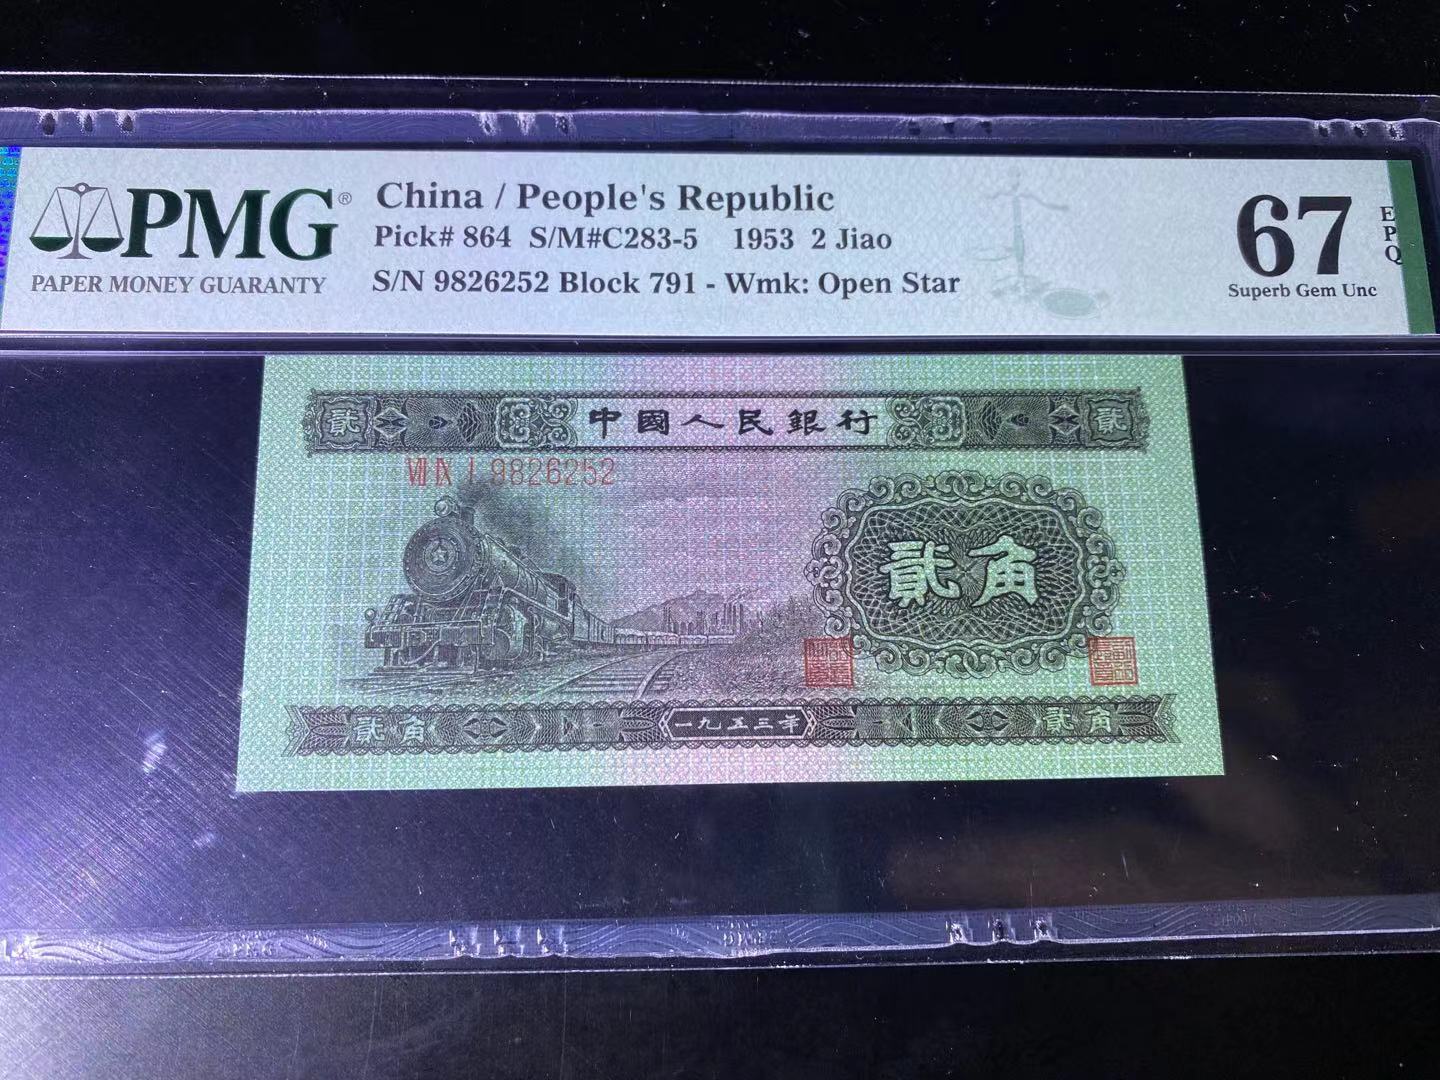 PMG®
PAPER MONEY GUARANTY
China / People's Republic
Pick# 864 S/M#C283-5 1953 2 Jiao
S/N 9826252 Block 791 - Wmk: Open Star
67
EPQ
Superb Gem Unc
貳 中國人民銀行 貳
VII IX I 9826252
貳角
貳角 一九五三年 貳角